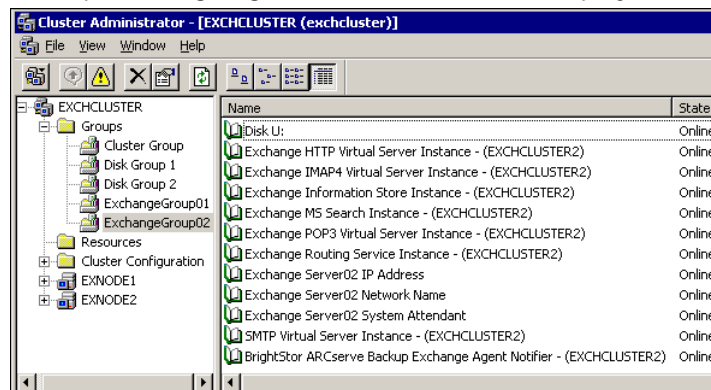 Cluster Administrator - [EXCHCLUSTER (exchcluster)]
File View Window Help
EXCHCLUSTER
Groups
Cluster Group
Disk Group 1
Disk Group 2
ExchangeGroup01
ExchangeGroup02
Resources
Cluster Configuration
EXNODE1
EXNODE2
Name State
Disk U: Online
Exchange HTTP Virtual Server Instance - (EXCHCLUSTER2) Online
Exchange IMAP4 Virtual Server Instance - (EXCHCLUSTER2) Online
Exchange Information Store Instance - (EXCHCLUSTER2) Online
Exchange MS Search Instance - (EXCHCLUSTER2) Online
Exchange POP3 Virtual Server Instance - (EXCHCLUSTER2) Online
Exchange Routing Service Instance - (EXCHCLUSTER2) Online
Exchange Server02 IP Address Online
Exchange Server02 Network Name Online
Exchange Server02 System Attendant Online
SMTP Virtual Server Instance - (EXCHCLUSTER2) Online
BrightStor ARCserve Backup Exchange Agent Notifier - (EXCHCLUSTER2) Online